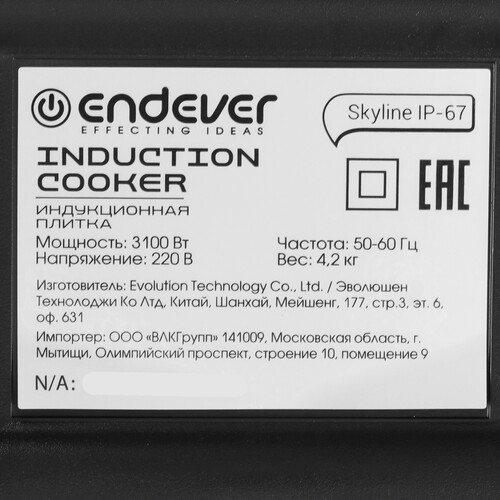 ENDEVER
EFFECTING IDEAS
Skyline IP-67
INDUCTION
COOKER
EAC
ИНДУКЦИОННАЯ
ПЛИТКА
Мощность: 3100 Вт
Напряжение: 220 В
Частота: 50-60 Гц
Вес: 4,2 кг
Изготовитель: Evolution Technology Co., Ltd. / Эволюшен
Технолоджи Ко Лтд, Китай, Шанхай, Мейшенг, 177, стр.3, эт. 6,
оф. 631
Импортер: ООО «ВЛКГрупп» 141009, Московская область, г.
Мытищи, Олимпийский проспект, строение 10, помещение 9
N/A: